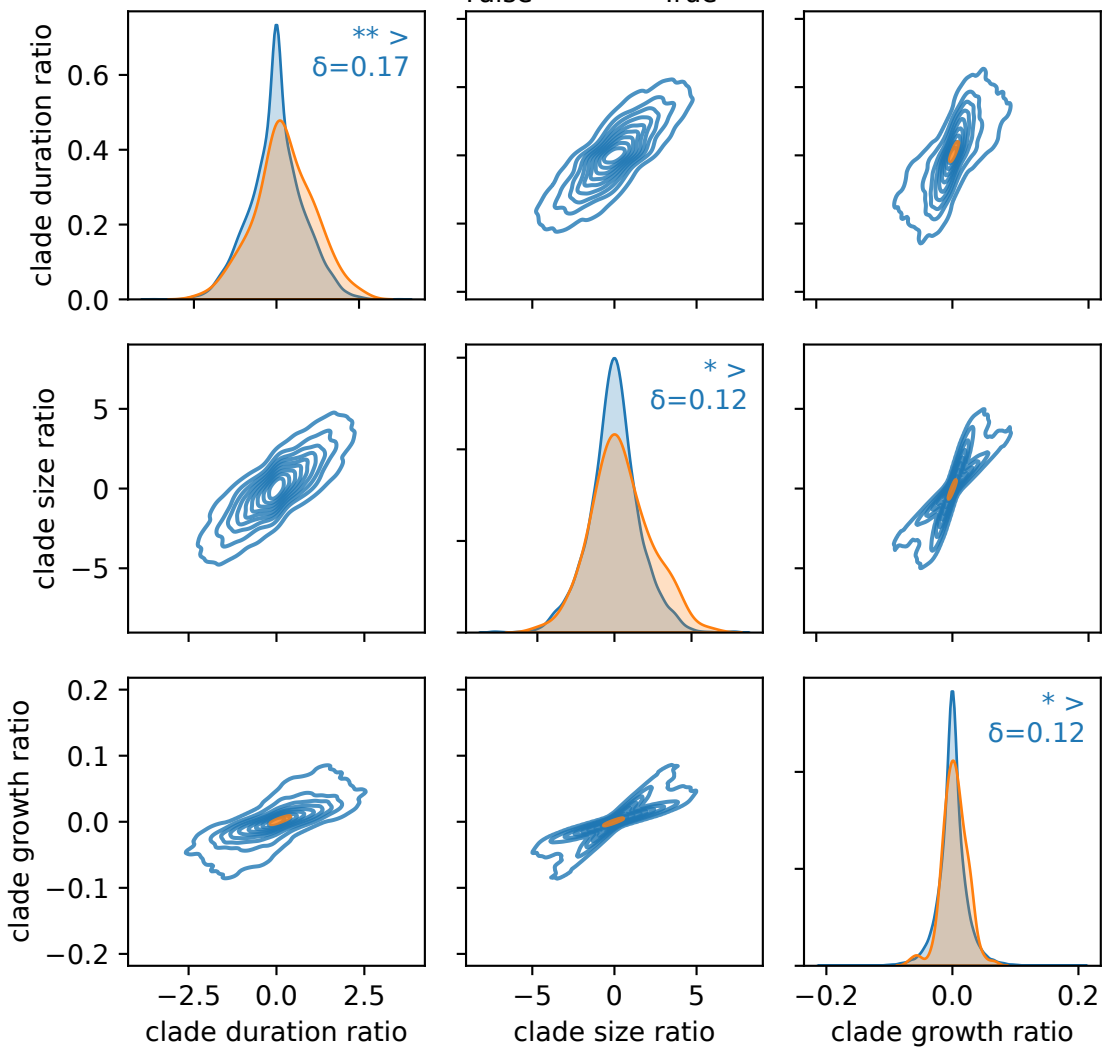 True
clade duration ratio
0.6
0.4
0.2
0.0
** >
δ=0.17
clade size ratio
5
0
−5
* >
δ=0.12
clade growth ratio
0.2
0.1
0.0
−0.1
−0.2
* >
δ=0.12
−2.5 0.0 2.5
−5 0 5
−0.2 0.0 0.2
clade duration ratio
clade size ratio
clade growth ratio